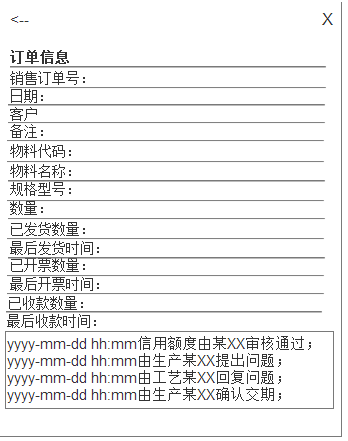 <-- X
订单信息
销售订单号：
日期：
客户
备注：
物料代码：
物料名称：
规格型号：
数量：
已发货数量：
最后发货时间：
已开票数量：
最后开票时间：
已收款数量：
最后收款时间：
yyyy-mm-dd hh:mm信用额度由某XX审核通过；
yyyy-mm-dd hh:mm由生产某XX提出问题；
yyyy-mm-dd hh:mm由工艺某XX回复问题；
yyyy-mm-dd hh:mm由生产某XX确认交期；